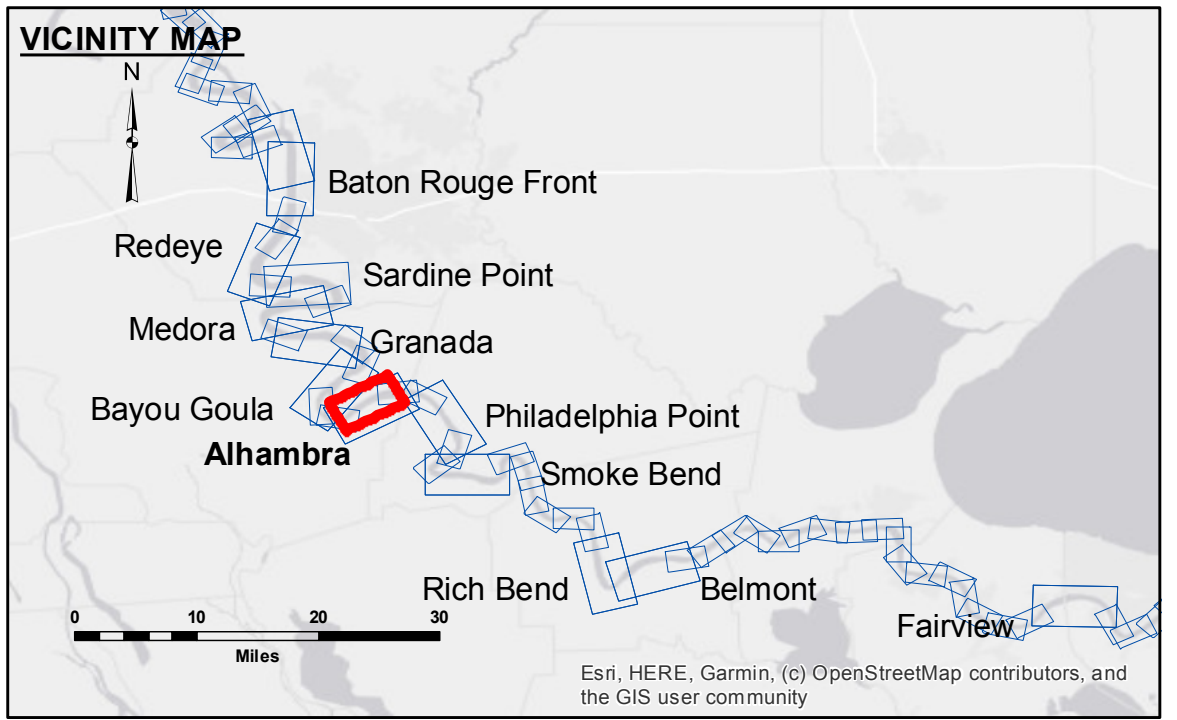 VICINITY MAP
N
Baton Rouge Front
Redeye
Sardine Point
Medora
Granada
Bayou Goula
Philadelphia Point
Alhambra
Smoke Bend
Rich Bend
Belmont
Fairview
0 10 20 30
Miles
Esri, HERE, Garmin, (c) OpenStreetMap contributors, and
the GIS user community